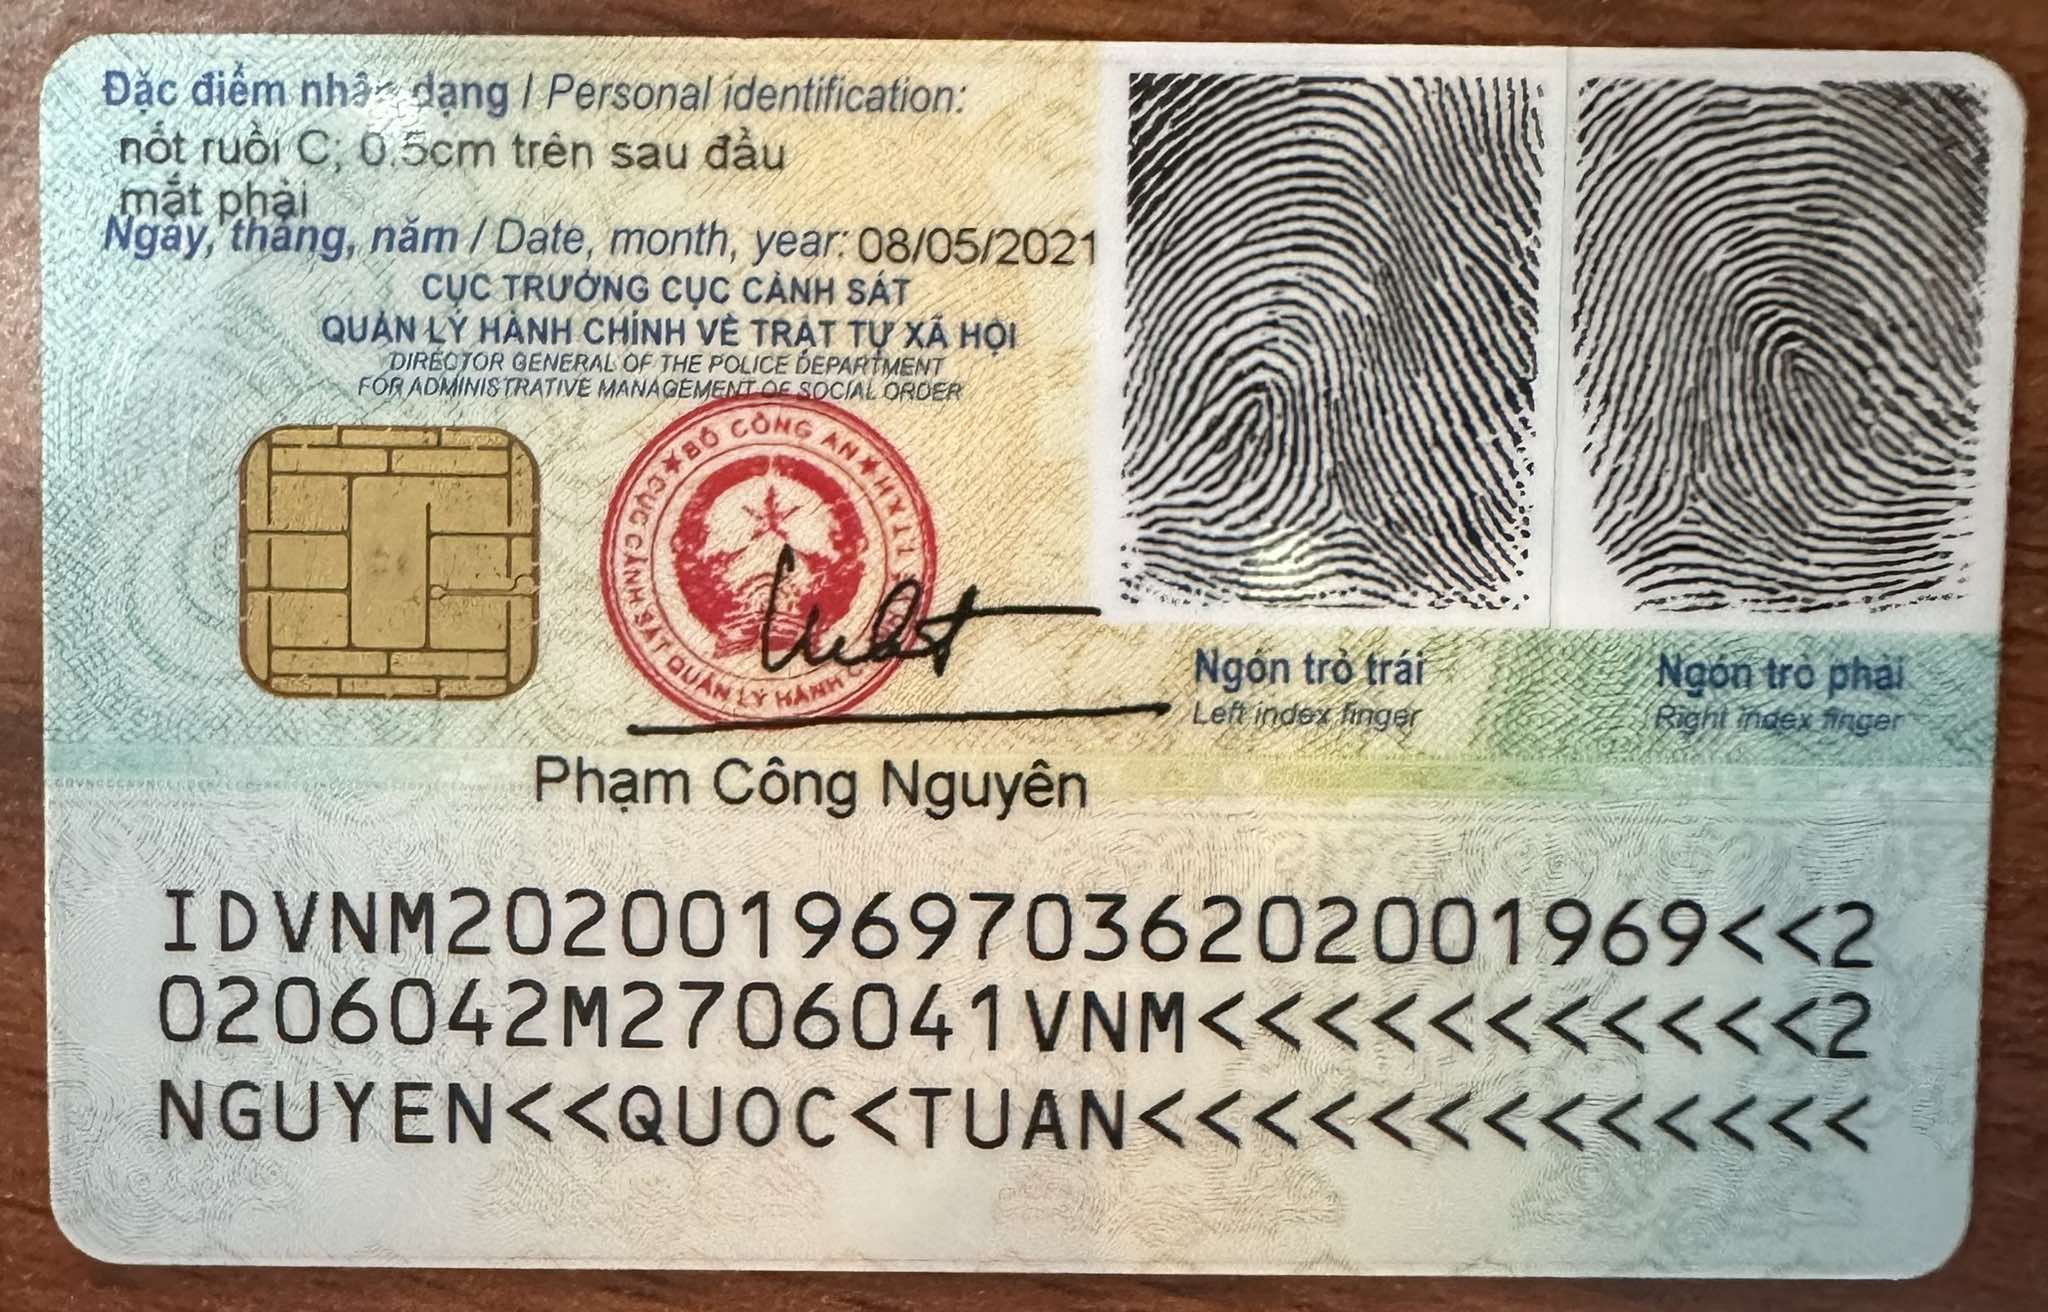 Đặc điểm nhân dạng / Personal identification:
nốt ruồi C; 0.5cm trên sau đầu
mắt phải
Ngày, tháng, năm / Date, month, year: 08/05/2021
CỤC TRƯỞNG CỤC CẢNH SÁT
QUẢN LÝ HÀNH CHÍNH VỀ TRẬT TỰ XÃ HỘI
DIRECTOR GENERAL OF THE POLICE DEPARTMENT
FOR ADMINISTRATIVE MANAGEMENT OF SOCIAL ORDER
BỘ CÔNG AN
CỤC CẢNH SÁT QUẢN LÝ HÀNH
Ngón trỏ trái
Left index finger
Ngón trỏ phải
Right index finger
Phạm Công Nguyên
IDVNM2020019697036202001969<<2
0206042M2706041VNM<<<<<<<<<<<2
NGUYEN<<QUOC<TUAN<<<<<<<<<<<<<